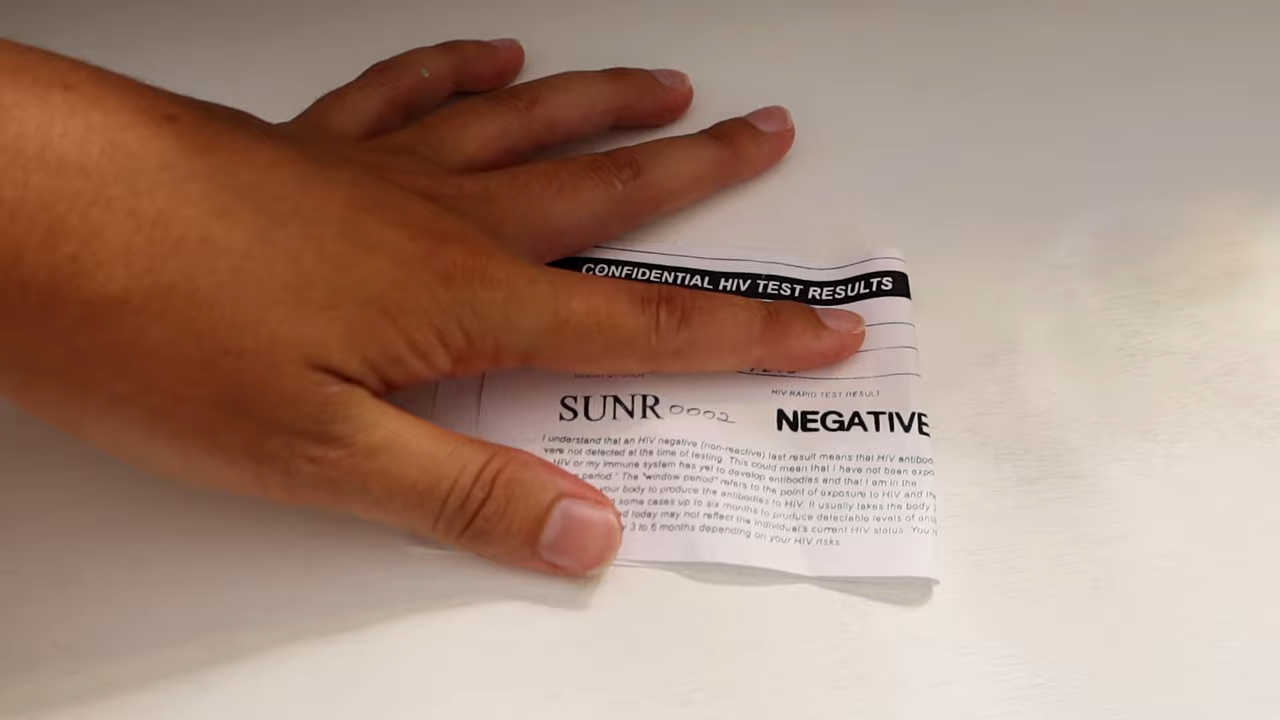 CONFIDENTIAL HIV TEST RESULTS
HIV RAPID TEST RESULT
SUNR 0002
NEGATIVE
I understand that an HIV negative (non-reactive) test result means that HIV antibod
were not detected at the time of testing. This could mean that I have not been expo
HIV or my immune system has yet to develop antibodies and that I am in the
period." The "window period" refers to the point of exposure to HIV and th
your body to produce the antibodies to HIV. It usually takes the body
some cases up to six months to produce detectable levels of anti
ed today may not reflect the individual's current HIV status. You'r
3 to 6 months depending on your HIV risks